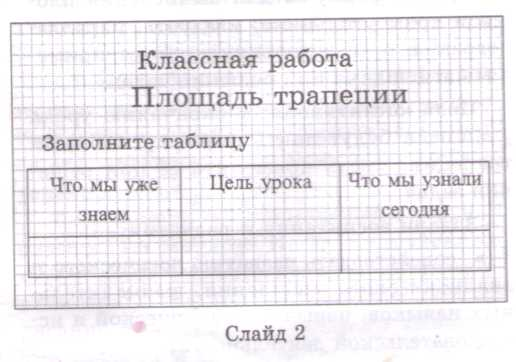 Классная работа
Площадь трапеции
Заполните таблицу
Что мы уже знаем
Цель урока
Что мы узнали сегодня
Слайд 2